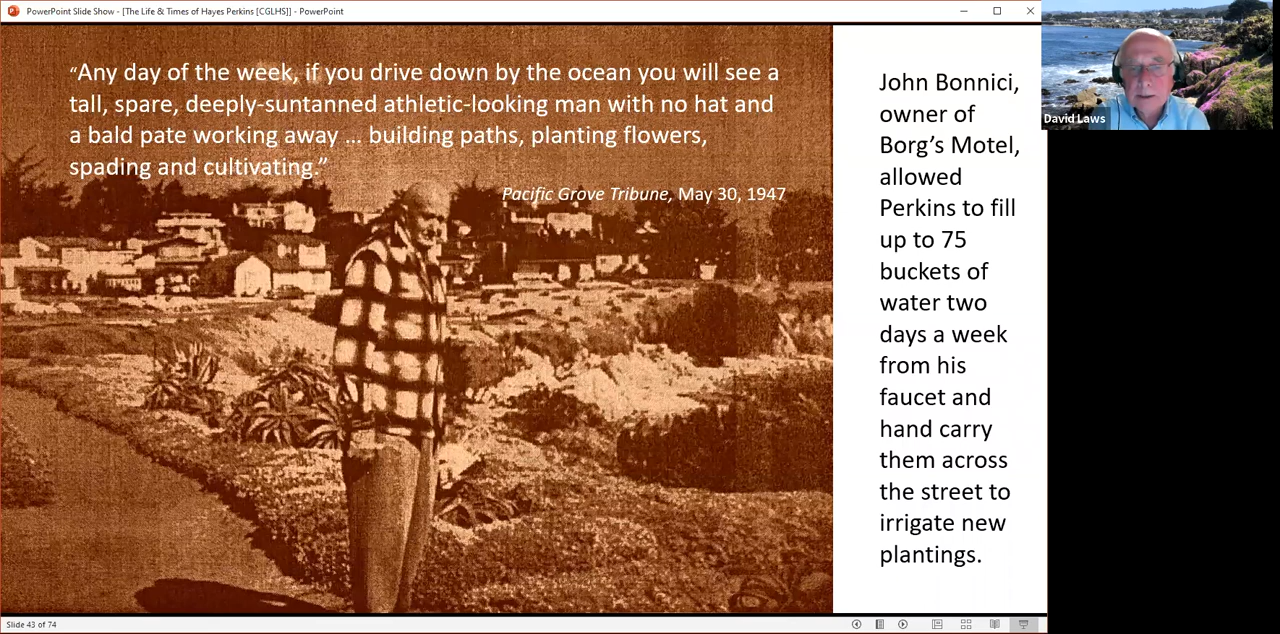 PowerPoint Slide Show - [The Life & Times of Hayes Perkins [CGLHS]] - PowerPoint
“Any day of the week, if you drive down by the ocean you will see a
tall, spare, deeply-suntanned athletic-looking man with no hat and
a bald pate working away ... building paths, planting flowers,
spading and cultivating.”
Pacific Grove Tribune, May 30, 1947
John Bonnici,
owner of
Borg’s Motel,
allowed
Perkins to fill
up to 75
buckets of
water two
days a week
from his
faucet and
hand carry
them across
the street to
irrigate new
plantings.
David Laws
Slide 43 of 74